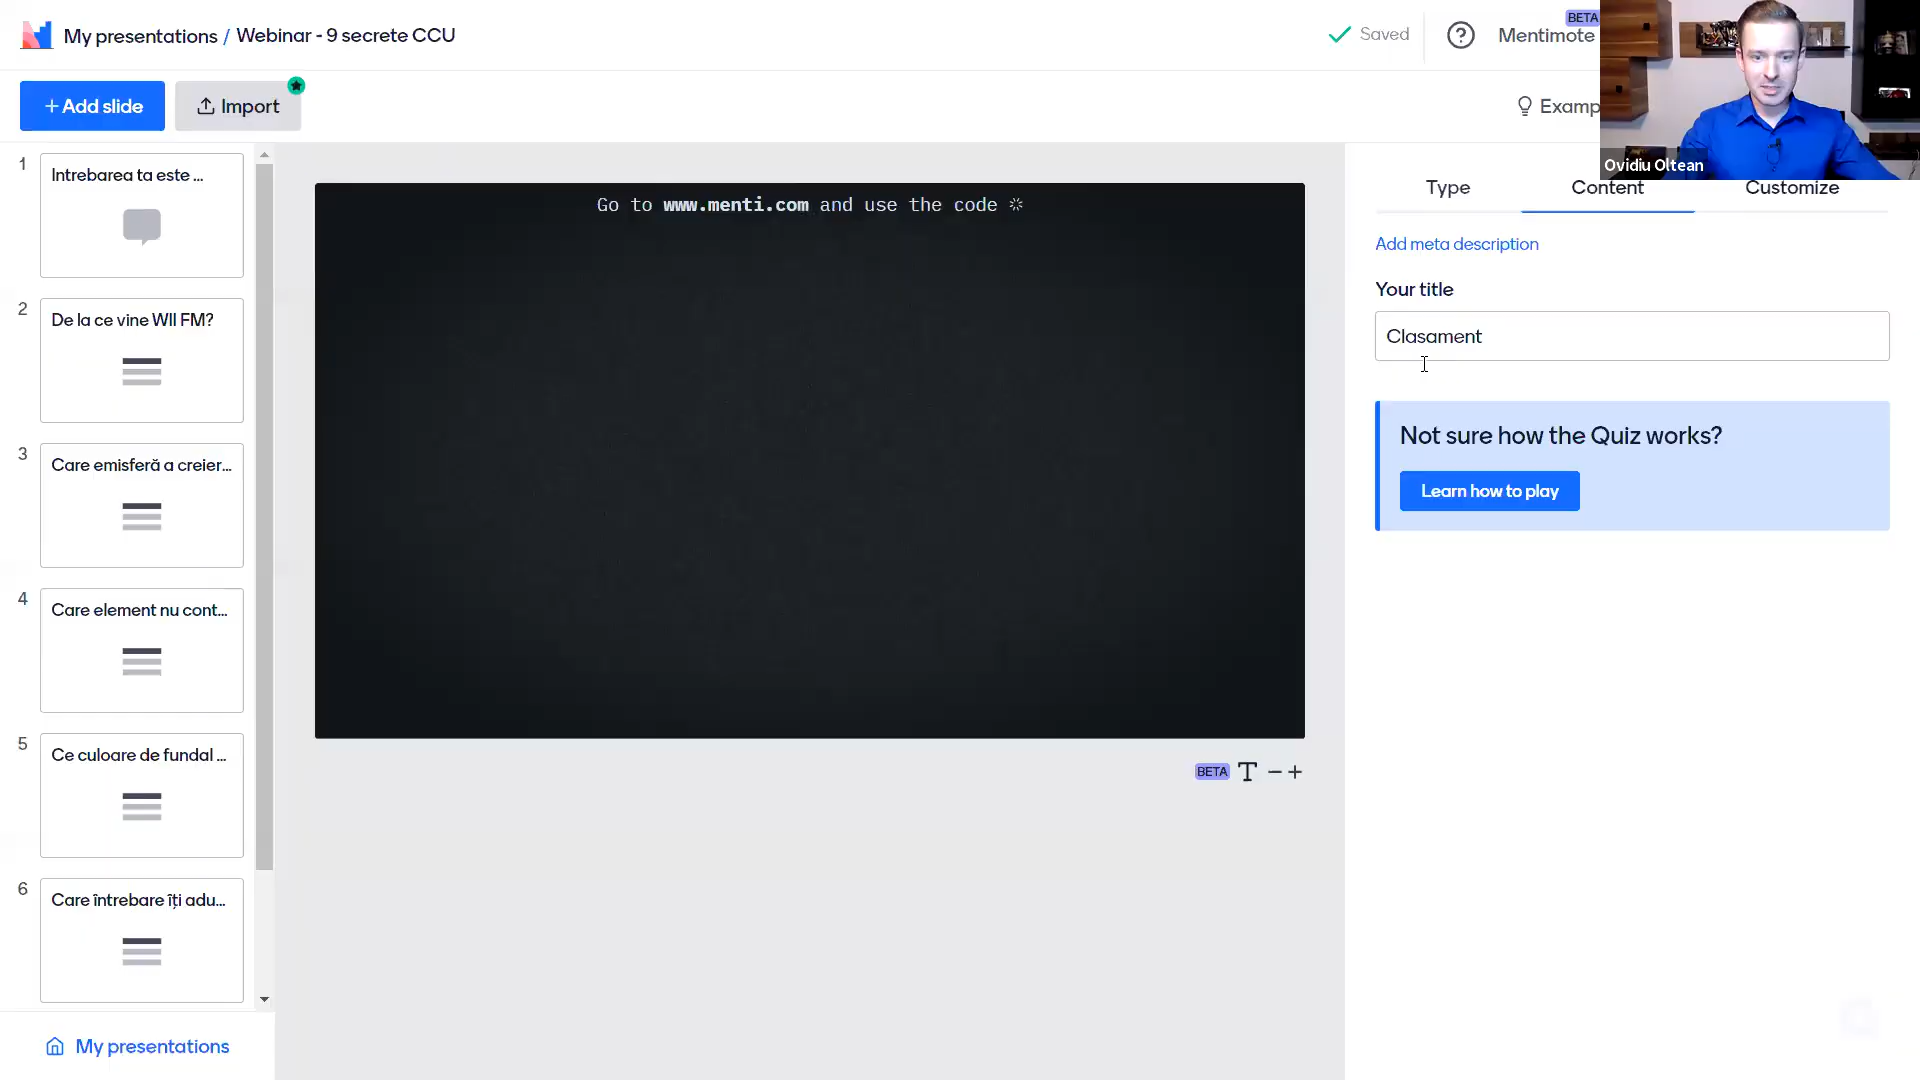 My presentations / Webinar - 9 secrete CCU
Saved
?
Mentimote
BETA
+ Add slide
Import
Ovidiu Oltean
1
Intrebarea ta este ...
2
De la ce vine WII FM?
3
Care emisferă a creier...
4
Care element nu cont...
5
Ce culoare de fundal ...
6
Care întrebare îți adu...
My presentations
Go to www.menti.com and use the code
BETA T − +
Type Content Customize
Add meta description
Your title
Clasament
Not sure how the Quiz works?
Learn how to play